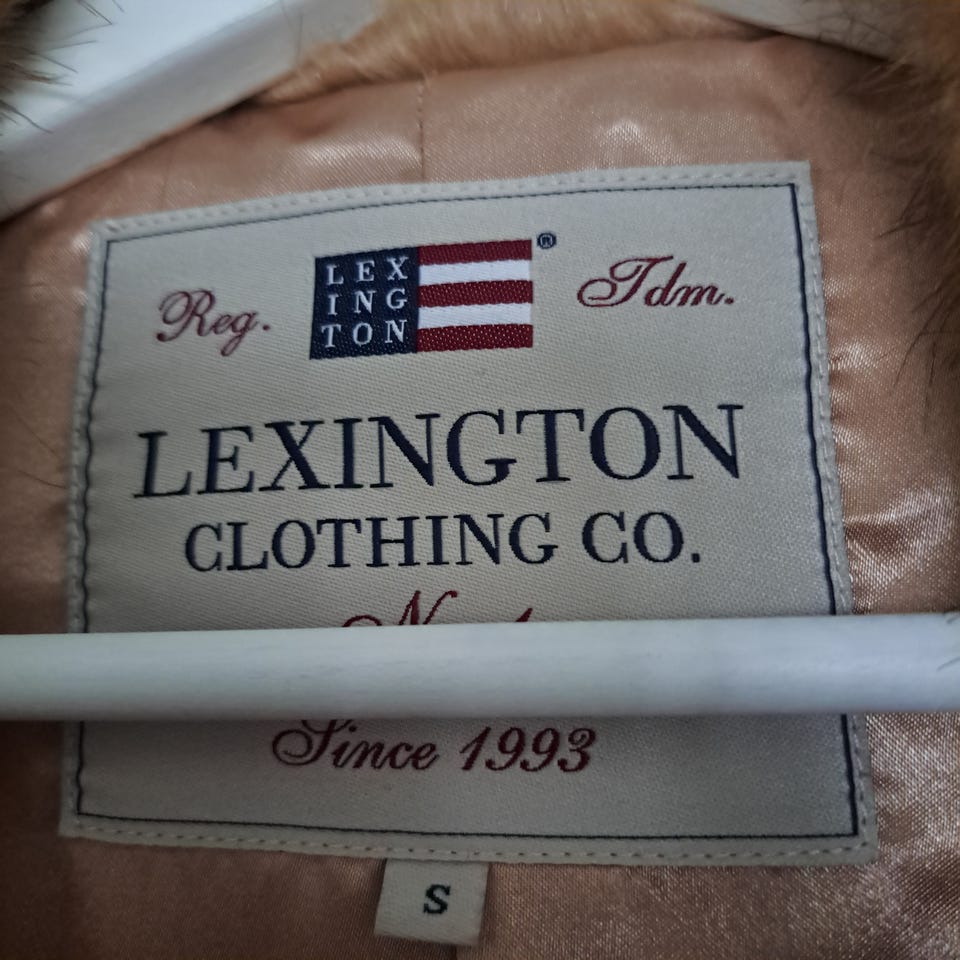 LEX
ING
TON
®
Reg.
Tdm.
LEXINGTON
CLOTHING CO.
Since 1993
S